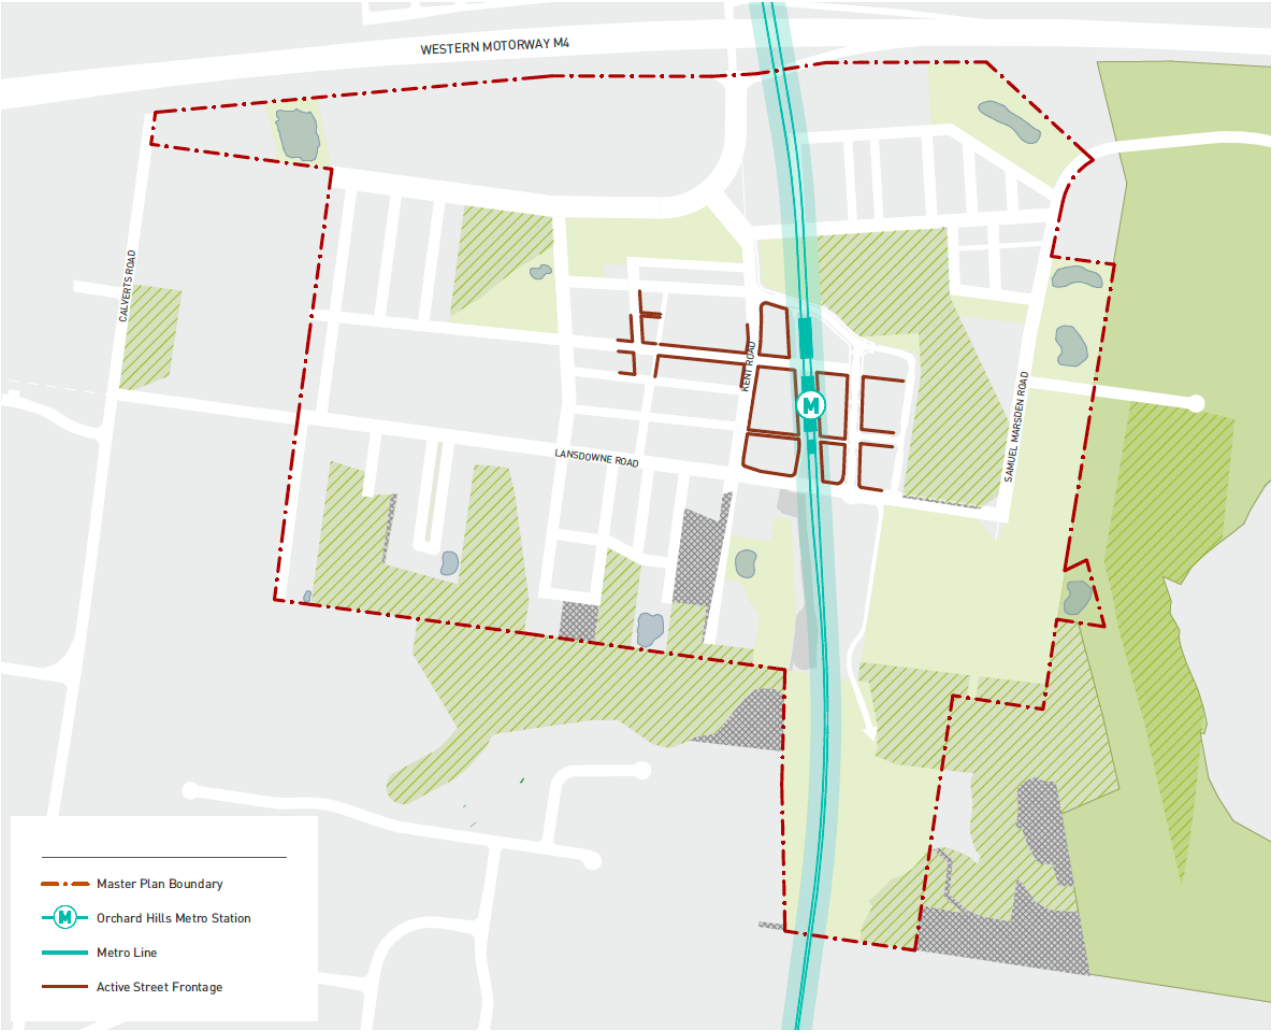 WESTERN MOTORWAY M4
CALVERTS ROAD
KENT ROAD
SAMUEL MARSDEN ROAD
M
LANSDOWNE ROAD
Master Plan Boundary
M Orchard Hills Metro Station
Metro Line
Active Street Frontage